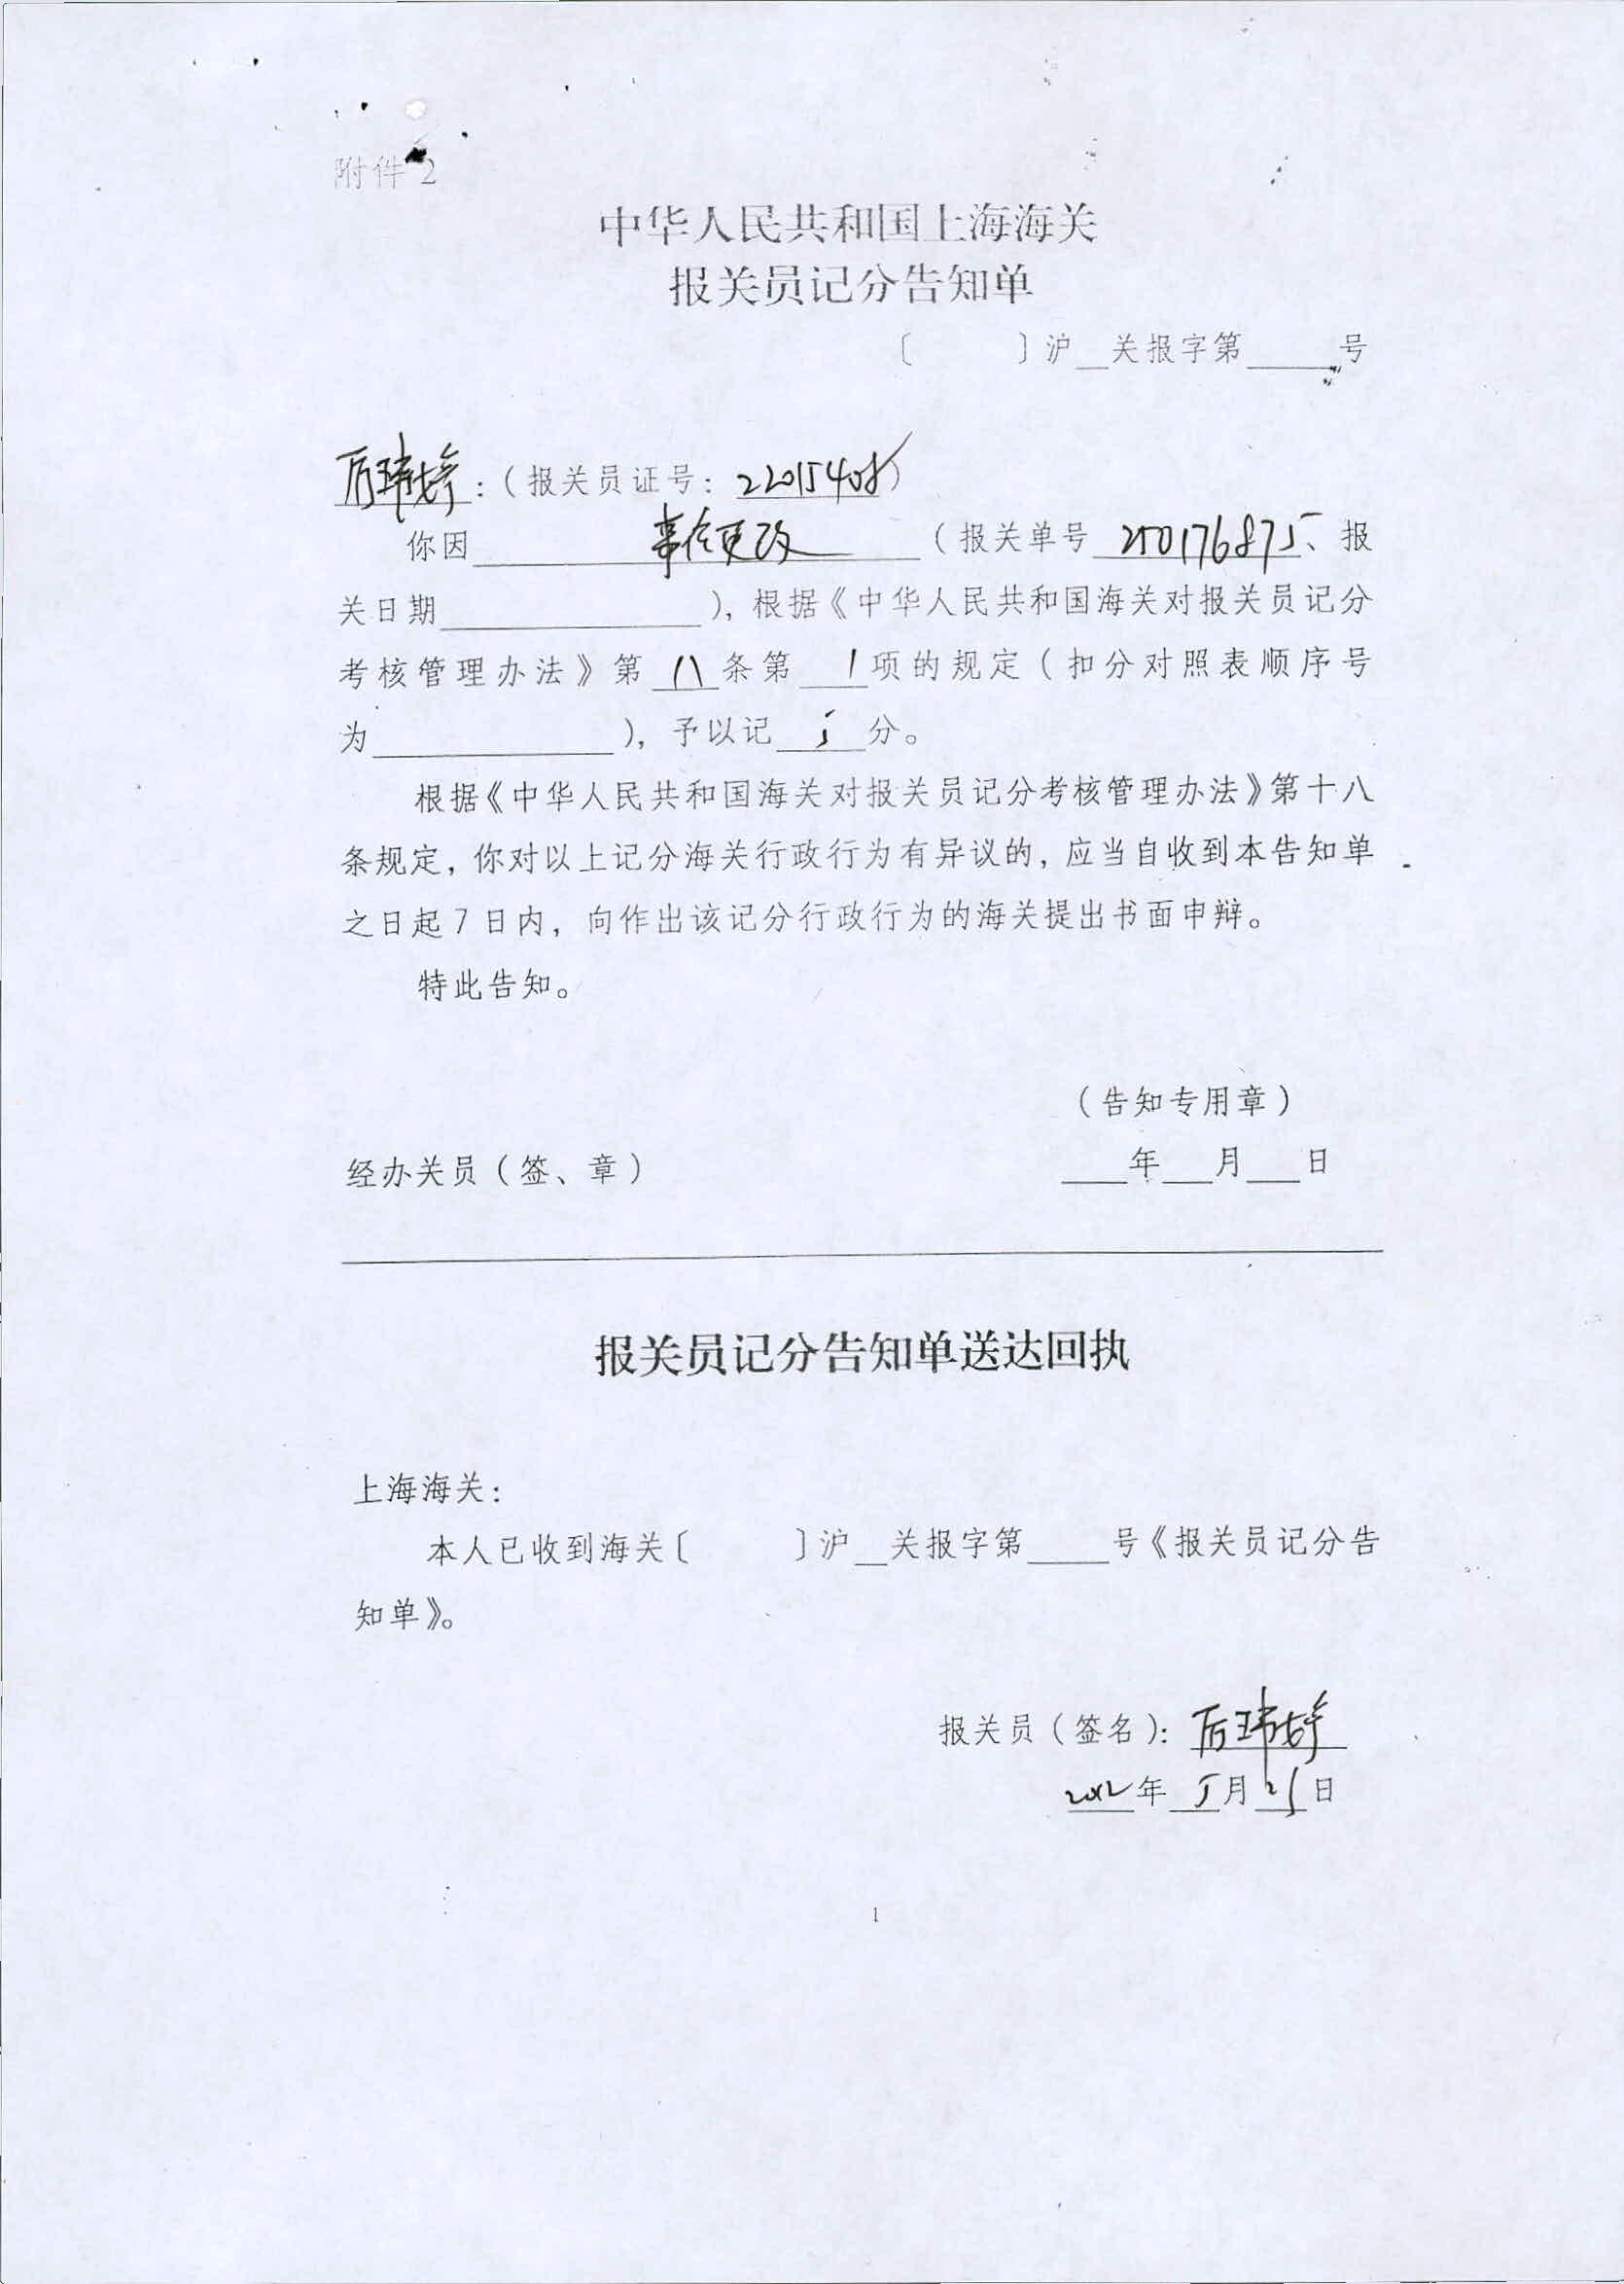 附件2
中华人民共和国上海海关
报关员记分告知单
〔 〕沪__关报字第____号
厉玮婷:(报关员证号: 22015408)
你因 更改 (报关单号 250176875、报
关日期________),根据《中华人民共和国海关对报关员记分
考核管理办法》第 八 条第 1 项的规定(扣分对照表顺序号
为________),予以记 5 分。
根据《中华人民共和国海关对报关员记分考核管理办法》第十八
条规定,你对以上记分海关行政行为有异议的,应当自收到本告知单
之日起7日内,向作出该记分行政行为的海关提出书面申辩。
特此告知。
(告知专用章)
经办关员(签、章) ____年___月___日
报关员记分告知单送达回执
上海海关:
本人已收到海关〔 〕沪__关报字第____号《报关员记分告
知单》。
报关员(签名): 厉玮婷
2012年 5月 25日
1